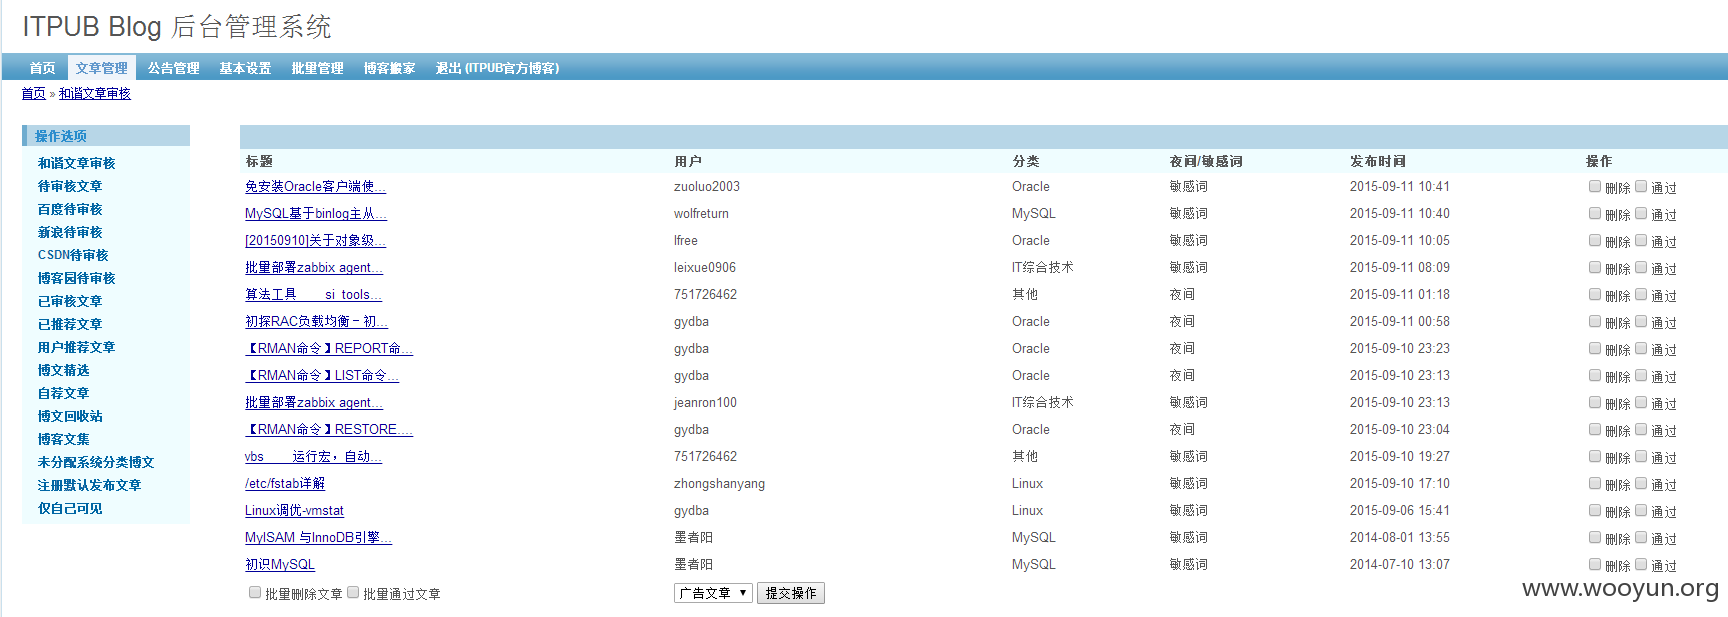 ITPUB Blog 后台管理系统
首页 文章管理 公告管理 基本设置 批量管理 博客搬家 退出 (ITPUB官方博客)
首页 » 和谐文章审核
操作选项
和谐文章审核
待审核文章
百度待审核
新浪待审核
CSDN待审核
博客园待审核
已审核文章
已推荐文章
用户推荐文章
博文精选
自荐文章
博文回收站
博客文集
未分配系统分类博文
注册默认发布文章
仅自己可见
标题 用户 分类 夜间/敏感词 发布时间 操作
免安装Oracle客户端使... zuoluo2003 Oracle 敏感词 2015-09-11 10:41 删除 通过
MySQL基于binlog主从... wolfreturn MySQL 敏感词 2015-09-11 10:40 删除 通过
[20150910]关于对象级... lfree Oracle 敏感词 2015-09-11 10:05 删除 通过
批量部署zabbix agent... leixue0906 IT综合技术 敏感词 2015-09-11 08:09 删除 通过
算法工具____si_tools... 751726462 其他 夜间 2015-09-11 01:18 删除 通过
初探RAC负载均衡－初... gydba Oracle 夜间 2015-09-11 00:58 删除 通过
【RMAN命令】REPORT命... gydba Oracle 夜间 2015-09-10 23:23 删除 通过
【RMAN命令】LIST命令... gydba Oracle 夜间 2015-09-10 23:13 删除 通过
批量部署zabbix agent... jeanron100 IT综合技术 敏感词 2015-09-10 23:13 删除 通过
【RMAN命令】RESTORE.... gydba Oracle 夜间 2015-09-10 23:04 删除 通过
vbs____运行宏，自动... 751726462 其他 敏感词 2015-09-10 19:27 删除 通过
/etc/fstab详解 zhongshanyang Linux 敏感词 2015-09-10 17:10 删除 通过
Linux调优-vmstat gydba Linux 敏感词 2015-09-06 15:41 删除 通过
MyISAM 与InnoDB引擎... 墨者阳 MySQL 敏感词 2014-08-01 13:55 删除 通过
初识MySQL 墨者阳 MySQL 敏感词 2014-07-10 13:07 删除 通过
批量删除文章 批量通过文章 广告文章 提交操作
www.wooyun.org